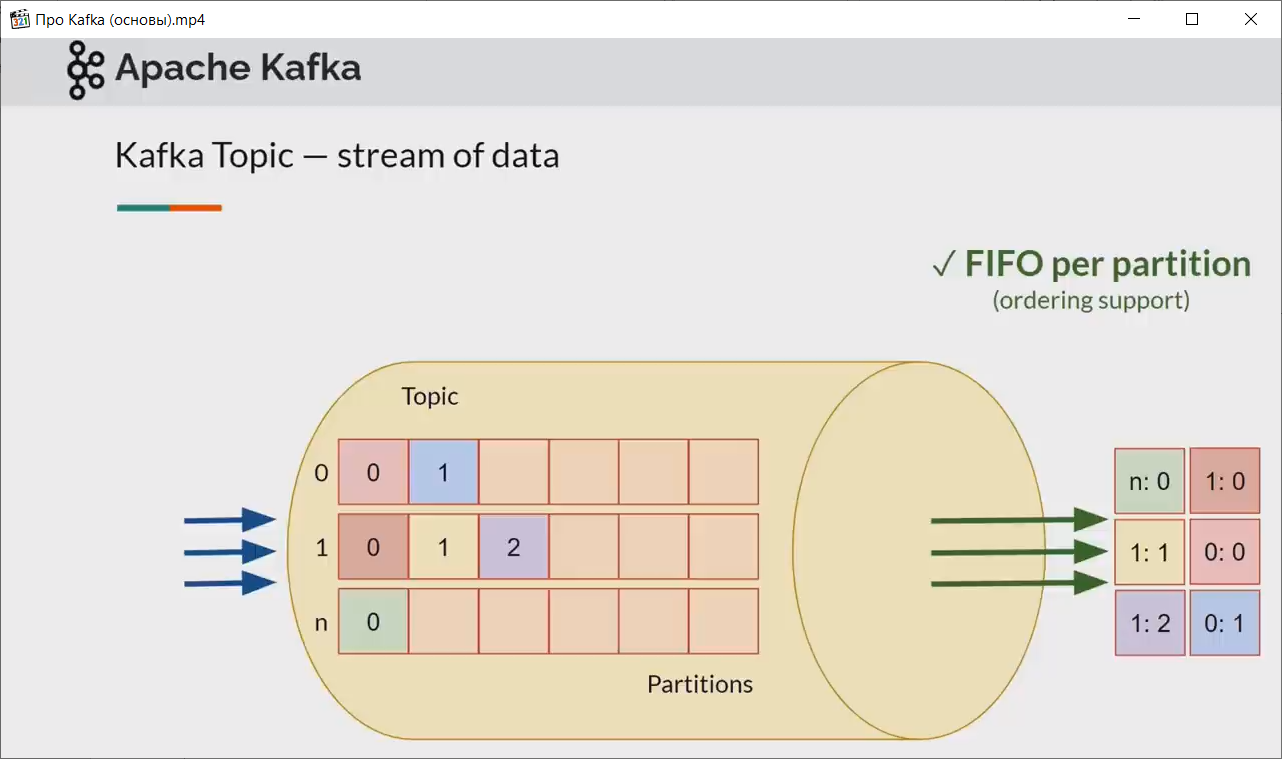 Про Kafka (основы).mp4
Apache Kafka
Kafka Topic — stream of data
✓ FIFO per partition
(ordering support)
Topic
0 0 1
1 0 1 2
n 0
Partitions
n: 0 1: 0
1: 1 0: 0
1: 2 0: 1